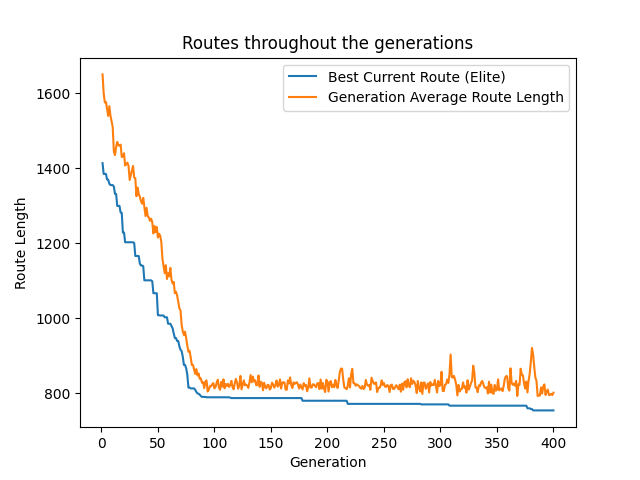 Routes throughout the generations
Best Current Route (Elite)
Generation Average Route Length
Route Length
1600
1400
1200
1000
800
0 50 100 150 200 250 300 350 400
Generation